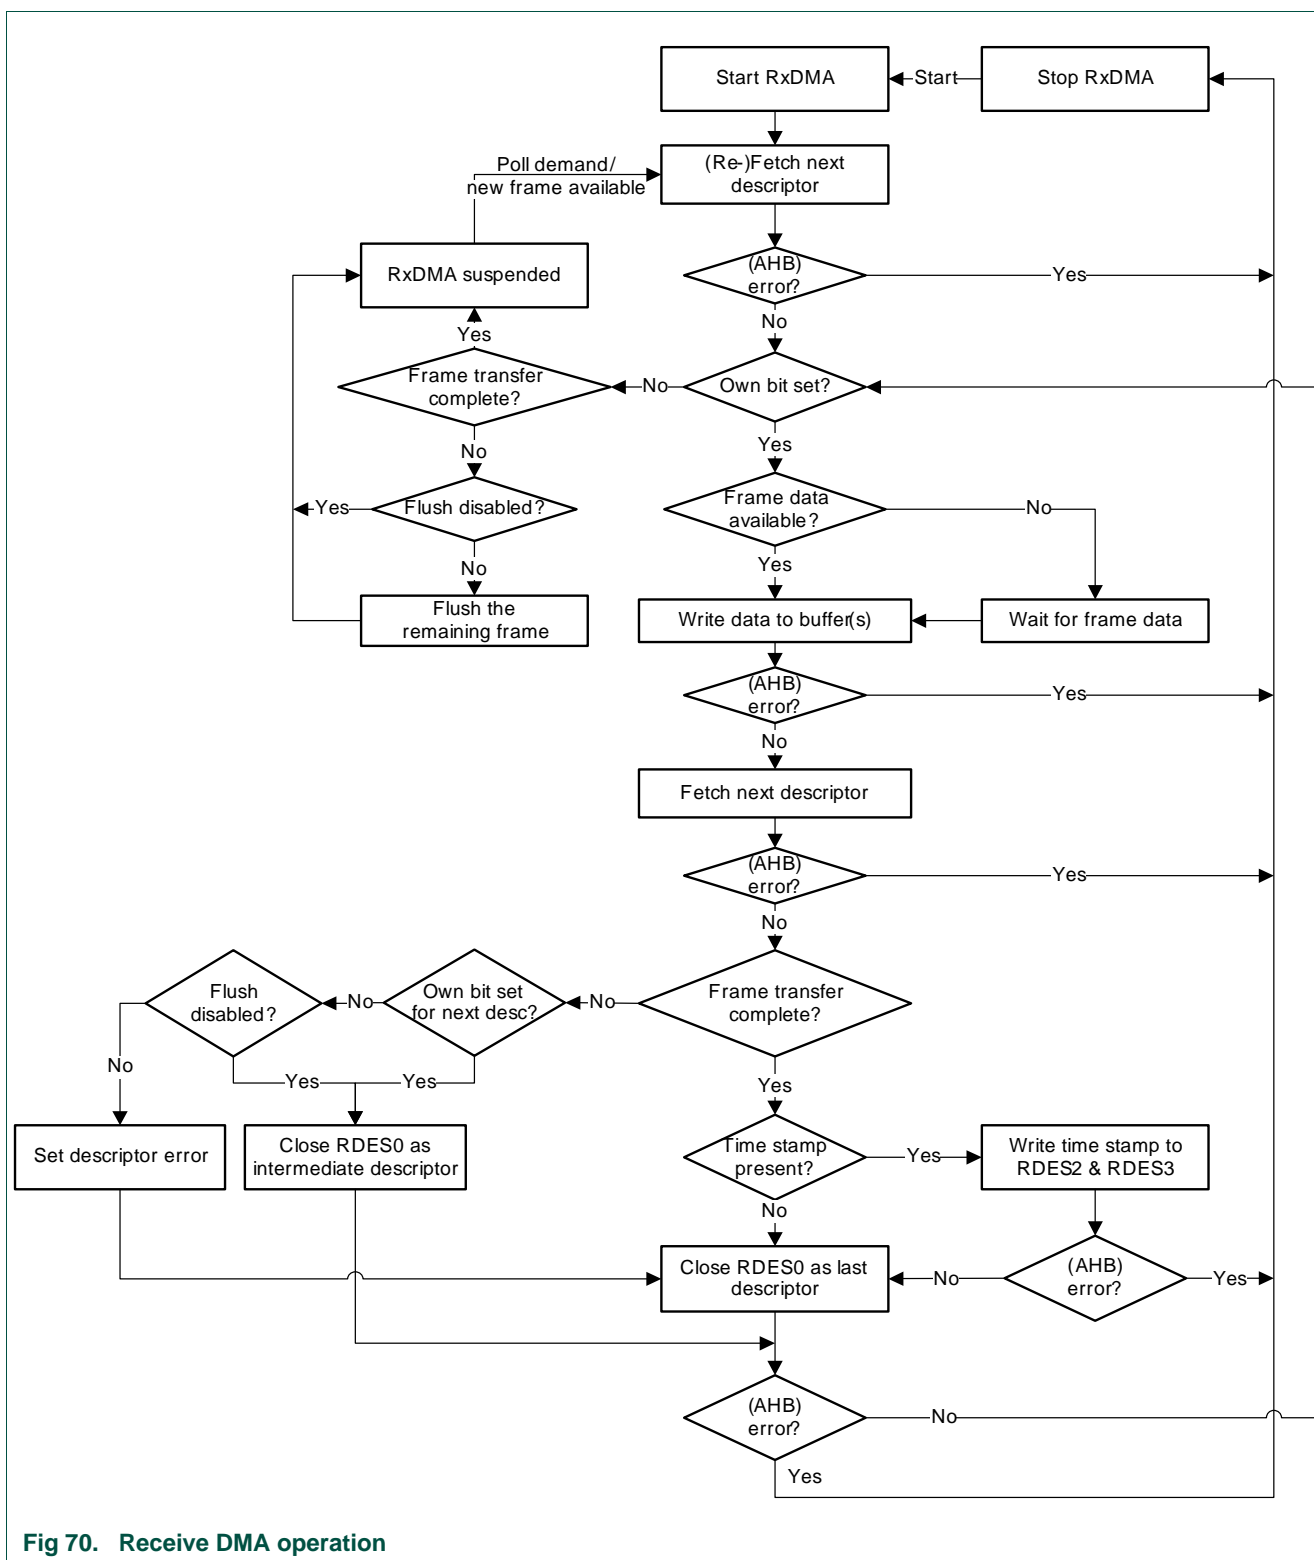 Start RxDMA
Start
Stop RxDMA
Poll demand/
new frame available
(Re-)Fetch next
descriptor
RxDMA suspended
(AHB)
error?
Yes
No
Yes
Frame transfer
complete?
No
Own bit set?
No
Yes
Yes
Flush disabled?
Frame data
available?
No
No
Yes
Flush the
remaining frame
Write data to buffer(s)
Wait for frame data
(AHB)
error?
Yes
No
Fetch next descriptor
(AHB)
error?
Yes
No
Flush
disabled?
No
Own bit set
for next desc?
No
Frame transfer
complete?
No
Yes
Yes
Yes
Set descriptor error
Close RDES0 as
intermediate descriptor
Time stamp
present?
Yes
Write time stamp to
RDES2 & RDES3
No
Close RDES0 as last
descriptor
No
(AHB)
error?
Yes
(AHB)
error?
No
Yes
Fig 70. Receive DMA operation